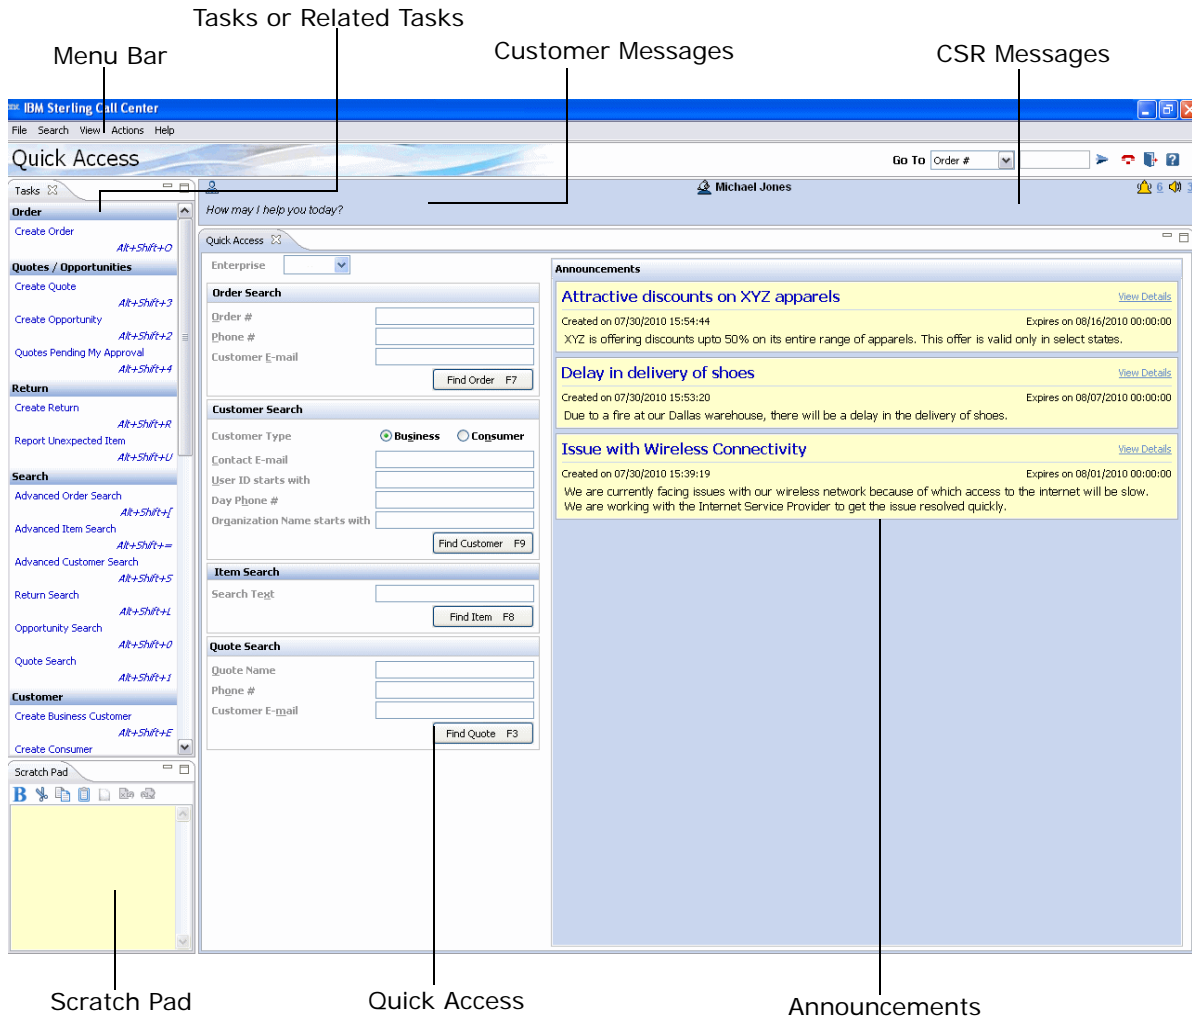 Tasks or Related Tasks
Menu Bar
Customer Messages
CSR Messages
IBM Sterling Call Center
File Search View Actions Help
Quick Access
Go To Order #
Tasks
Michael Jones
6 3
How may I help you today?
Order
Create Order
Alt+Shift+O
Quotes / Opportunities
Create Quote
Alt+Shift+3
Create Opportunity
Alt+Shift+2
Quotes Pending My Approval
Alt+Shift+4
Return
Create Return
Alt+Shift+R
Report Unexpected Item
Alt+Shift+U
Search
Advanced Order Search
Alt+Shift+[
Advanced Item Search
Alt+Shift+=
Advanced Customer Search
Alt+Shift+5
Return Search
Alt+Shift+L
Opportunity Search
Alt+Shift+0
Quote Search
Alt+Shift+1
Customer
Create Business Customer
Alt+Shift+E
Create Consumer
Scratch Pad
B
Quick Access
Enterprise
Order Search
Order #
Phone #
Customer E-mail
Find Order F7
Customer Search
Customer Type Business Consumer
Contact E-mail
User ID starts with
Day Phone #
Organization Name starts with
Find Customer F9
Item Search
Search Text
Find Item F8
Quote Search
Quote Name
Phone #
Customer E-mail
Find Quote F3
Announcements
Attractive discounts on XYZ apparels View Details
Created on 07/30/2010 15:54:44 Expires on 08/16/2010 00:00:00
XYZ is offering discounts upto 50% on its entire range of apparels. This offer is valid only in select states.
Delay in delivery of shoes View Details
Created on 07/30/2010 15:53:20 Expires on 08/07/2010 00:00:00
Due to a fire at our Dallas warehouse, there will be a delay in the delivery of shoes.
Issue with Wireless Connectivity View Details
Created on 07/30/2010 15:39:19 Expires on 08/01/2010 00:00:00
We are currently facing issues with our wireless network because of which access to the internet will be slow.
We are working with the Internet Service Provider to get the issue resolved quickly.
Scratch Pad
Quick Access
Announcements